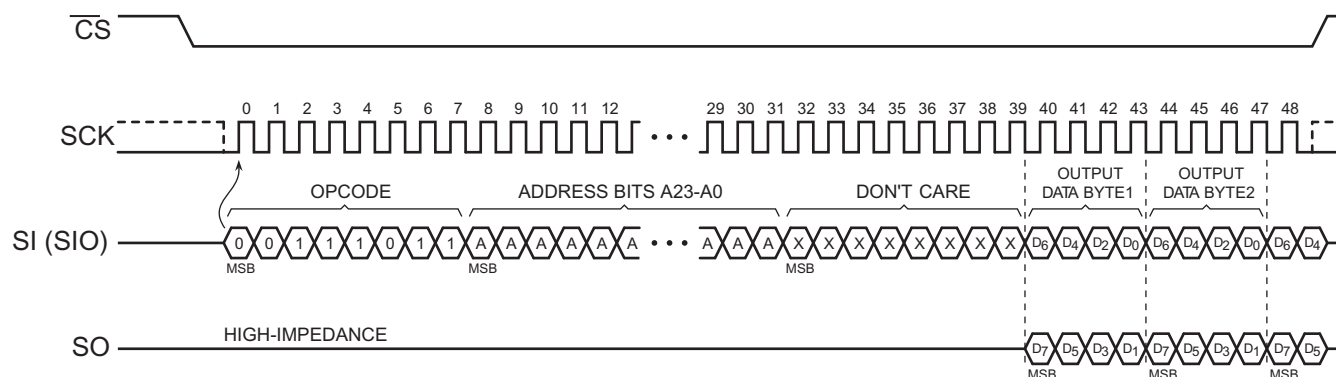 CS
0 1 2 3 4 5 6 7 8 9 10 11 12 29 30 31 32 33 34 35 36 37 38 39 40 41 42 43 44 45 46 47 48
SCK • • •
OPCODE ADDRESS BITS A23-A0 DON'T CARE OUTPUT DATA BYTE1 OUTPUT DATA BYTE2
SI (SIO) 0 0 1 1 1 0 1 1 A A A A A A • • • A A A X X X X X X X X D6 D4 D2 D0 D6 D4 D2 D0 D6 D4
MSB MSB MSB
HIGH-IMPEDANCE
SO D7 D5 D3 D1 D7 D5 D3 D1 D7 D5
MSB MSB MSB